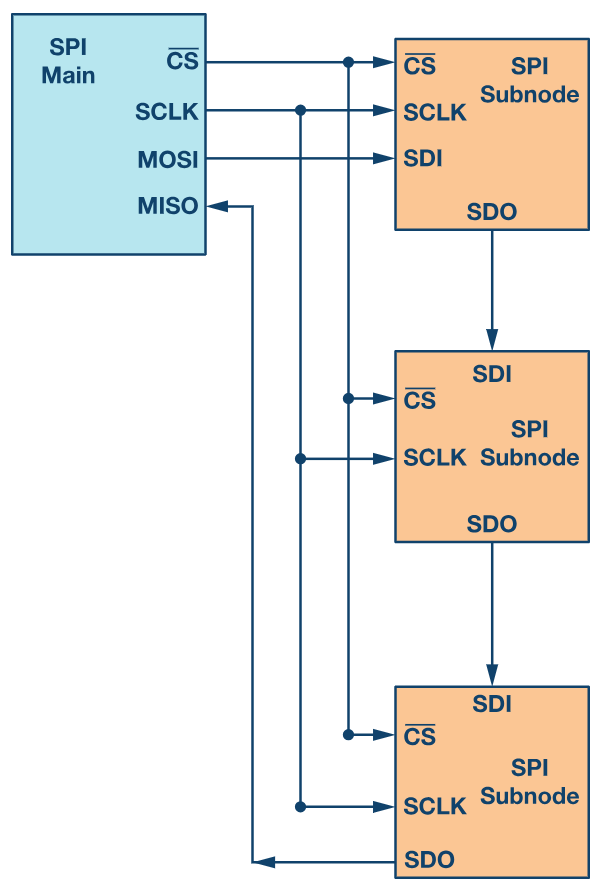 SPI
Main
CS
SCLK
MOSI
MISO
CS
SPI
Subnode
SCLK
SDI
SDO
SDI
CS
SPI
SCLK Subnode
SDO
SDI
CS
SPI
Subnode
SCLK
SDO